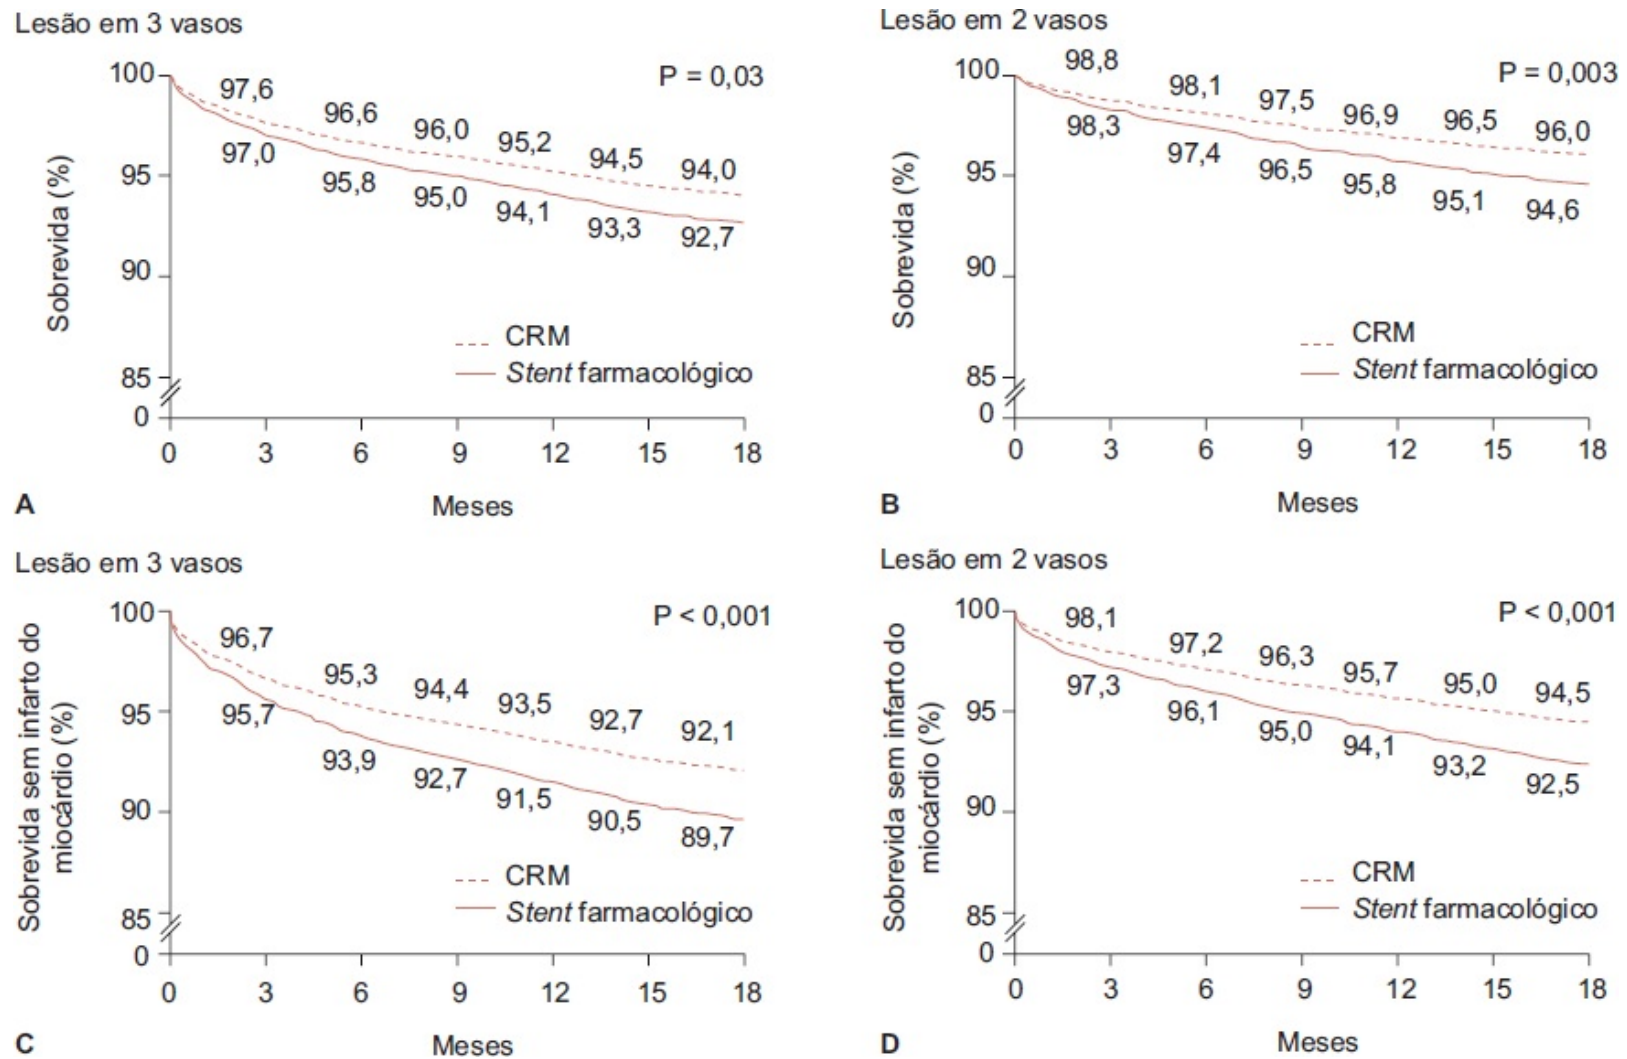 Lesão em 3 vasos
P = 0,03
Sobrevida (%)
100
95
90
85
0
97,6
96,6
96,0
95,2
94,5
94,0
97,0
95,8
95,0
94,1
93,3
92,7
CRM
Stent farmacológico
0 3 6 9 12 15 18
Meses
A
Lesão em 2 vasos
P = 0,003
Sobrevida (%)
100
95
90
85
0
98,8
98,1
97,5
96,9
96,5
96,0
98,3
97,4
96,5
95,8
95,1
94,6
CRM
Stent farmacológico
0 3 6 9 12 15 18
Meses
B
Lesão em 3 vasos
P < 0,001
Sobrevida sem infarto do
miocárdio (%)
100
95
90
85
0
96,7
95,3
94,4
93,5
92,7
92,1
95,7
93,9
92,7
91,5
90,5
89,7
CRM
Stent farmacológico
0 3 6 9 12 15 18
Meses
C
Lesão em 2 vasos
P < 0,001
Sobrevida sem infarto do
miocárdio (%)
100
95
90
85
0
98,1
97,2
96,3
95,7
95,0
94,5
97,3
96,1
95,0
94,1
93,2
92,5
CRM
Stent farmacológico
0 3 6 9 12 15 18
Meses
D